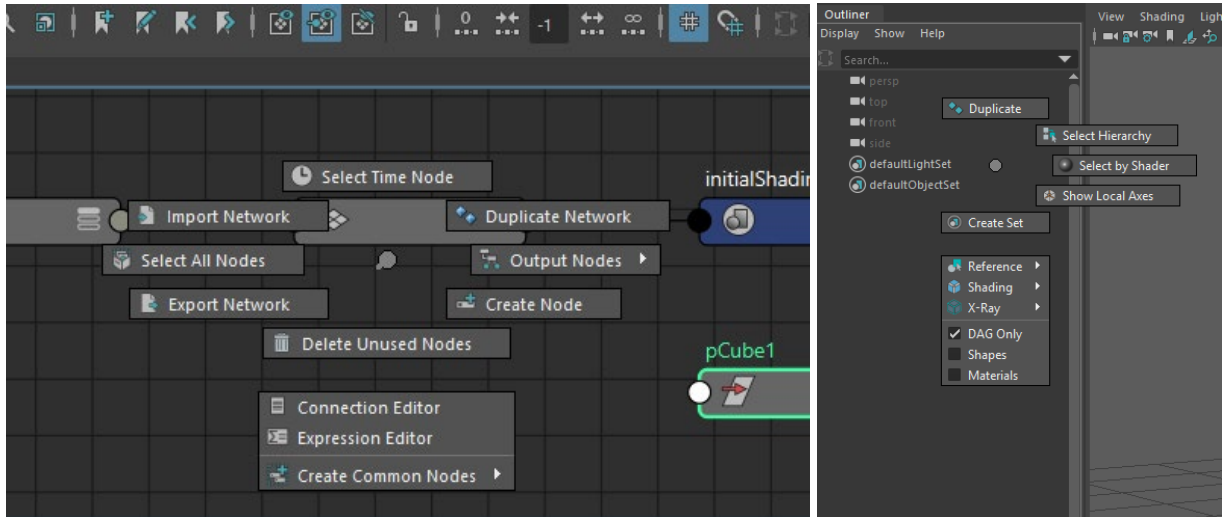 0
-1
Select Time Node
initialShadin
Import Network
Duplicate Network
Select All Nodes
Output Nodes
Export Network
Create Node
Delete Unused Nodes
pCube1
Connection Editor
Expression Editor
Create Common Nodes
Outliner
Display Show Help
Search...
persp
top
front
side
defaultLightSet
defaultObjectSet
View Shading Ligh
Duplicate
Select Hierarchy
Select by Shader
Show Local Axes
Create Set
Reference
Shading
X-Ray
DAG Only
Shapes
Materials